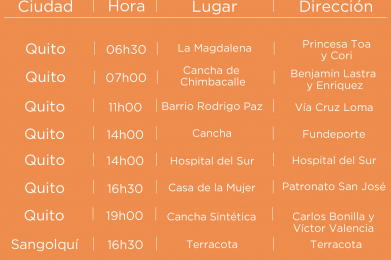 Ciudad Hora Lugar Dirección
Quito 06h30 La Magdalena Princesa Toa y Cori
Quito 07h00 Cancha de Chimbacalle Benjamín Lastra y Enriquez
Quito 11h00 Barrio Rodrigo Paz Vía Cruz Loma
Quito 14h00 Cancha Fundeporte
Quito 14h00 Hospital del Sur Hospital del Sur
Quito 16h30 Casa de la Mujer Patronato San José
Quito 19h00 Cancha Sintética Carlos Bonilla y Víctor Valencia
Sangolquí 16h30 Terracota Terracota